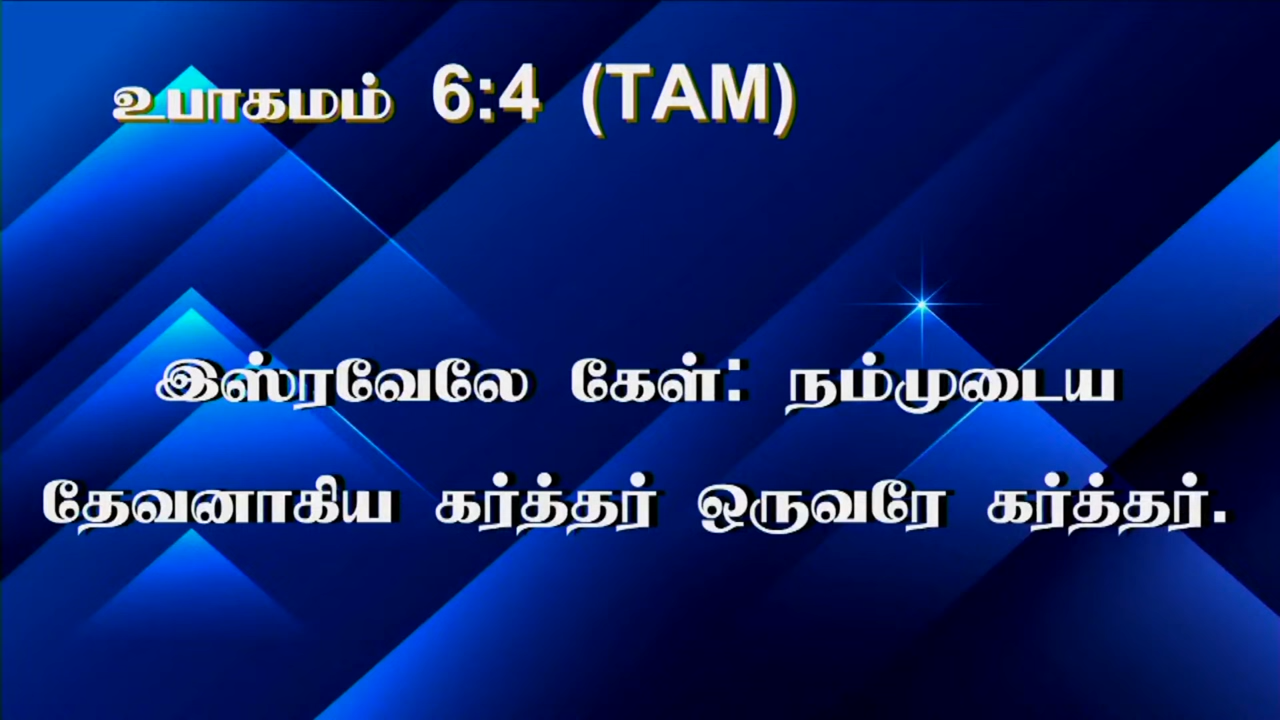 உபாகமம் 6:4 (TAM)
இஸ்ரவேலே கேள்: நம்முடைய
தேவனாகிய கர்த்தர் ஒருவரே கர்த்தர்.